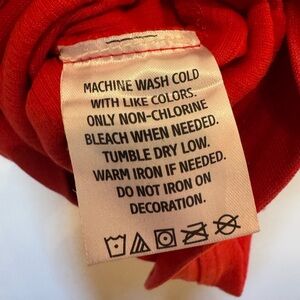 MACHINE WASH COLD
WITH LIKE COLORS.
ONLY NON-CHLORINE
BLEACH WHEN NEEDED.
TUMBLE DRY LOW.
WARM IRON IF NEEDED.
DO NOT IRON ON
DECORATION.